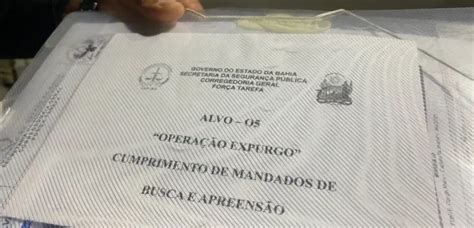 GOVERNO DO ESTADO DA BAHIA
SECRETARIA DA SEGURANÇA PÚBLICA
CORREGEDORIA GERAL
FORÇA TAREFA
ALVO – 05
“OPERAÇÃO EXPURGO”
CUMPRIMENTO DE MANDADOS DE
BUSCA E APREENSÃO